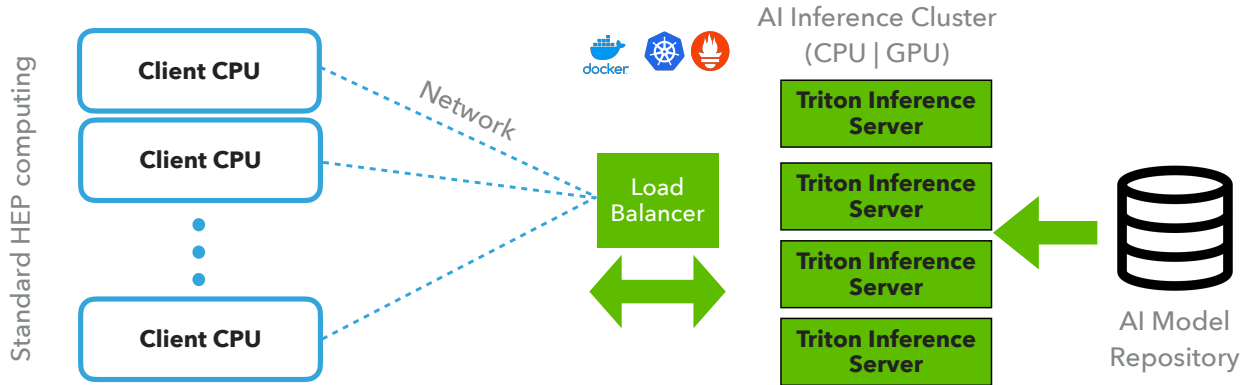 Standard HEP computing
Client CPU
Client CPU
Client CPU
Network
docker
Load
Balancer
AI Inference Cluster
(CPU | GPU)
Triton Inference
Server
Triton Inference
Server
Triton Inference
Server
Triton Inference
Server
AI Model
Repository